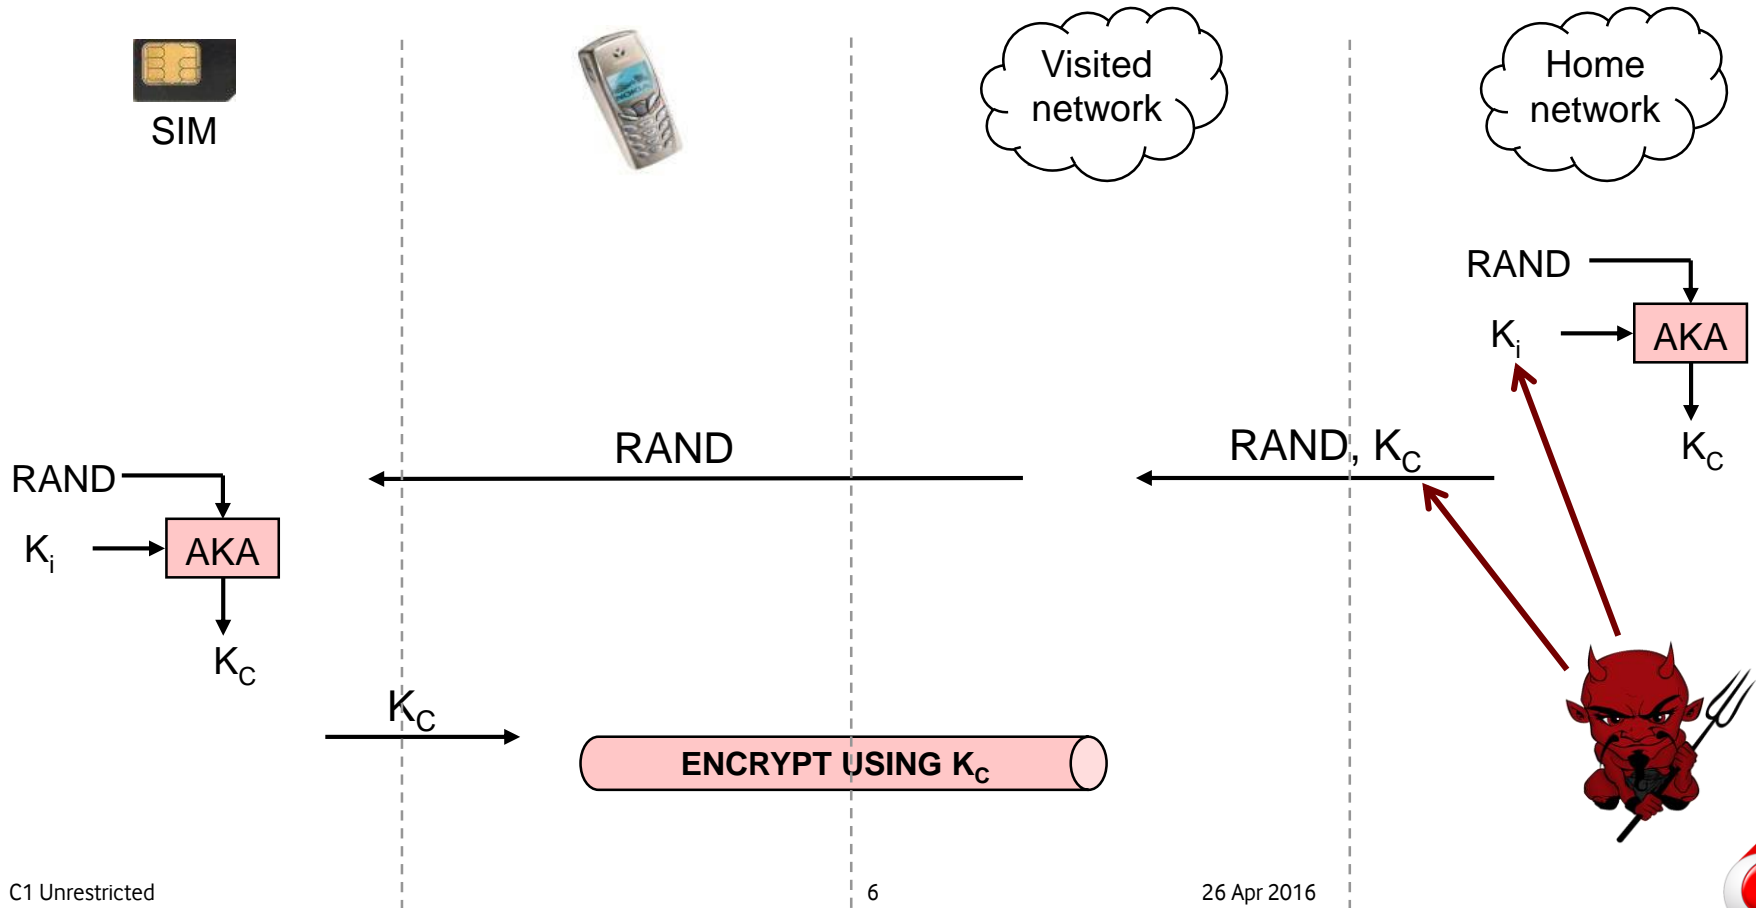 SIM
Visited
network
Home
network
RAND
Ki
AKA
KC
RAND
RAND, KC
RAND
Ki
AKA
KC
KC
ENCRYPT USING KC
C1 Unrestricted
6
26 Apr 2016